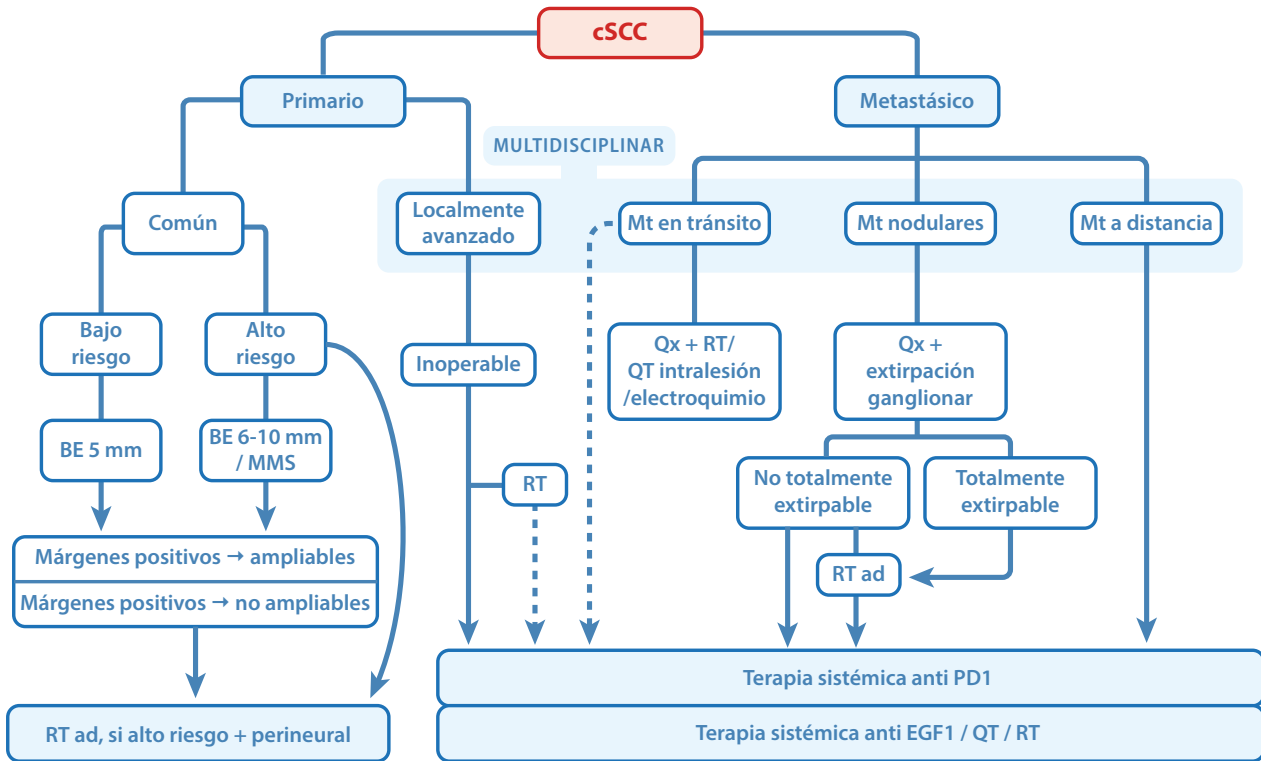 cSCC
Primario
Metastásico
MULTIDISCIPLINAR
Común
Localmente
avanzado
Mt en tránsito
Mt nodulares
Mt a distancia
Bajo
riesgo
Alto
riesgo
Inoperable
Qx + RT/
QT intralesión
/electroquimio
Qx +
extirpación
ganglionar
BE 5 mm
BE 6-10 mm
/ MMS
RT
No totalmente
extirpable
Totalmente
extirpable
RT ad
Márgenes positivos → ampliables
Márgenes positivos → no ampliables
RT ad, si alto riesgo + perineural
Terapia sistémica anti PD1
Terapia sistémica anti EGF1 / QT / RT